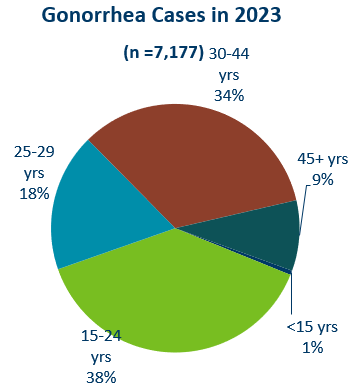 Gonorrhea Cases in 2023
(n =7,177)
30-44
yrs
34%
45+ yrs
9%
<15 yrs
1%
15-24
yrs
38%
25-29
yrs
18%